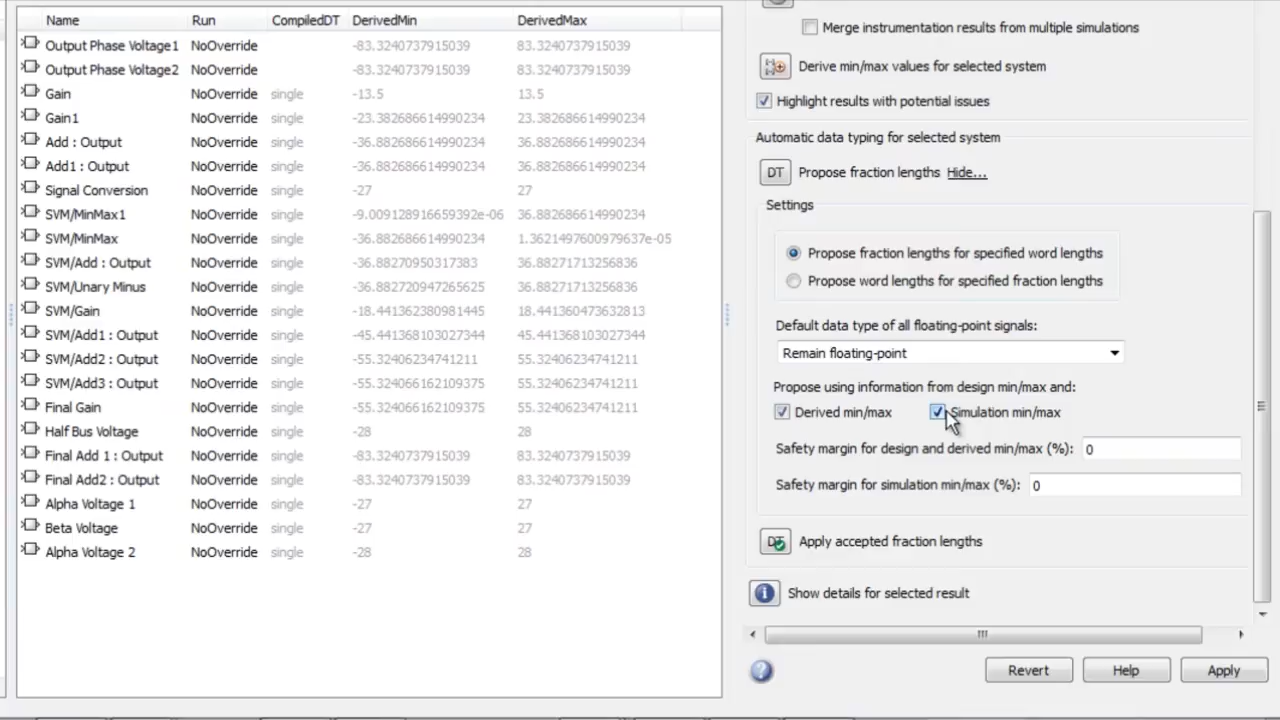 Name Run CompiledDT DerivedMin DerivedMax
Output Phase Voltage1 NoOverride -83.3240737915039 83.3240737915039
Output Phase Voltage2 NoOverride -83.3240737915039 83.3240737915039
Gain NoOverride single -13.5 13.5
Gain1 NoOverride single -23.382686614990234 23.382686614990234
Add : Output NoOverride single -36.882686614990234 36.882686614990234
Add1 : Output NoOverride single -36.882686614990234 36.882686614990234
Signal Conversion NoOverride single -27 27
SVM/MinMax1 NoOverride single -9.009128916659392e-06 36.882686614990234
SVM/MinMax NoOverride single -36.882686614990234 1.3621497600979637e-05
SVM/Add : Output NoOverride single -36.88270950317383 36.88271713256836
SVM/Unary Minus NoOverride single -36.882720947265625 36.88271713256836
SVM/Gain NoOverride single -18.441362380981445 18.441360473632813
SVM/Add1 : Output NoOverride single -45.441368103027344 45.441368103027344
SVM/Add2 : Output NoOverride single -55.32406234741211 55.32406234741211
SVM/Add3 : Output NoOverride single -55.324066162109375 55.32406234741211
Final Gain NoOverride single -55.324066162109375 55.32406234741211
Half Bus Voltage NoOverride single -28 28
Final Add 1 : Output NoOverride single -83.3240737915039 83.3240737915039
Final Add2 : Output NoOverride single -83.3240737915039 83.3240737915039
Alpha Voltage 1 NoOverride single -27 27
Beta Voltage NoOverride single -27 27
Alpha Voltage 2 NoOverride single -28 28
Merge instrumentation results from multiple simulations
Derive min/max values for selected system
Highlight results with potential issues
Automatic data typing for selected system
DT Propose fraction lengths Hide...
Settings
Propose fraction lengths for specified word lengths
Propose word lengths for specified fraction lengths
Default data type of all floating-point signals:
Remain floating-point
Propose using information from design min/max and:
Derived min/max Simulation min/max
Safety margin for design and derived min/max (%): 0
Safety margin for simulation min/max (%): 0
DT Apply accepted fraction lengths
Show details for selected result
Revert Help Apply